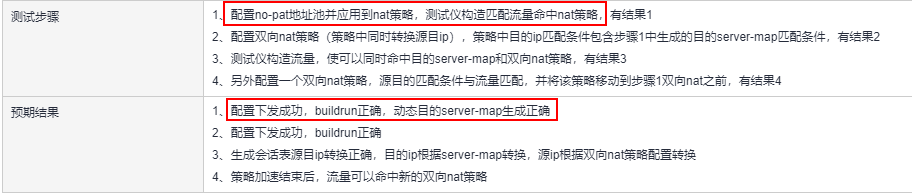 测试步骤
1、配置no-pat地址池并应用到nat策略，测试仪构造匹配流量命中nat策略，有结果1
2、配置双向nat策略（策略中同时转换源目ip），策略中目的ip匹配条件包含步骤1中生成的目的server-map匹配条件，有结果2
3、测试仪构造流量，使可以同时命中目的server-map和双向nat策略，有结果3
4、另外配置一个双向nat策略，源目的匹配条件与流量匹配，并将该策略移动到步骤1双向nat之前，有结果4
预期结果
1、配置下发成功，buildrun正确，动态目的server-map生成正确
2、配置下发成功，buildrun正确
3、生成会话表源目ip转换正确，目的ip根据server-map转换，源ip根据双向nat策略配置转换
4、策略加速结束后，流量可以命中新的双向nat策略